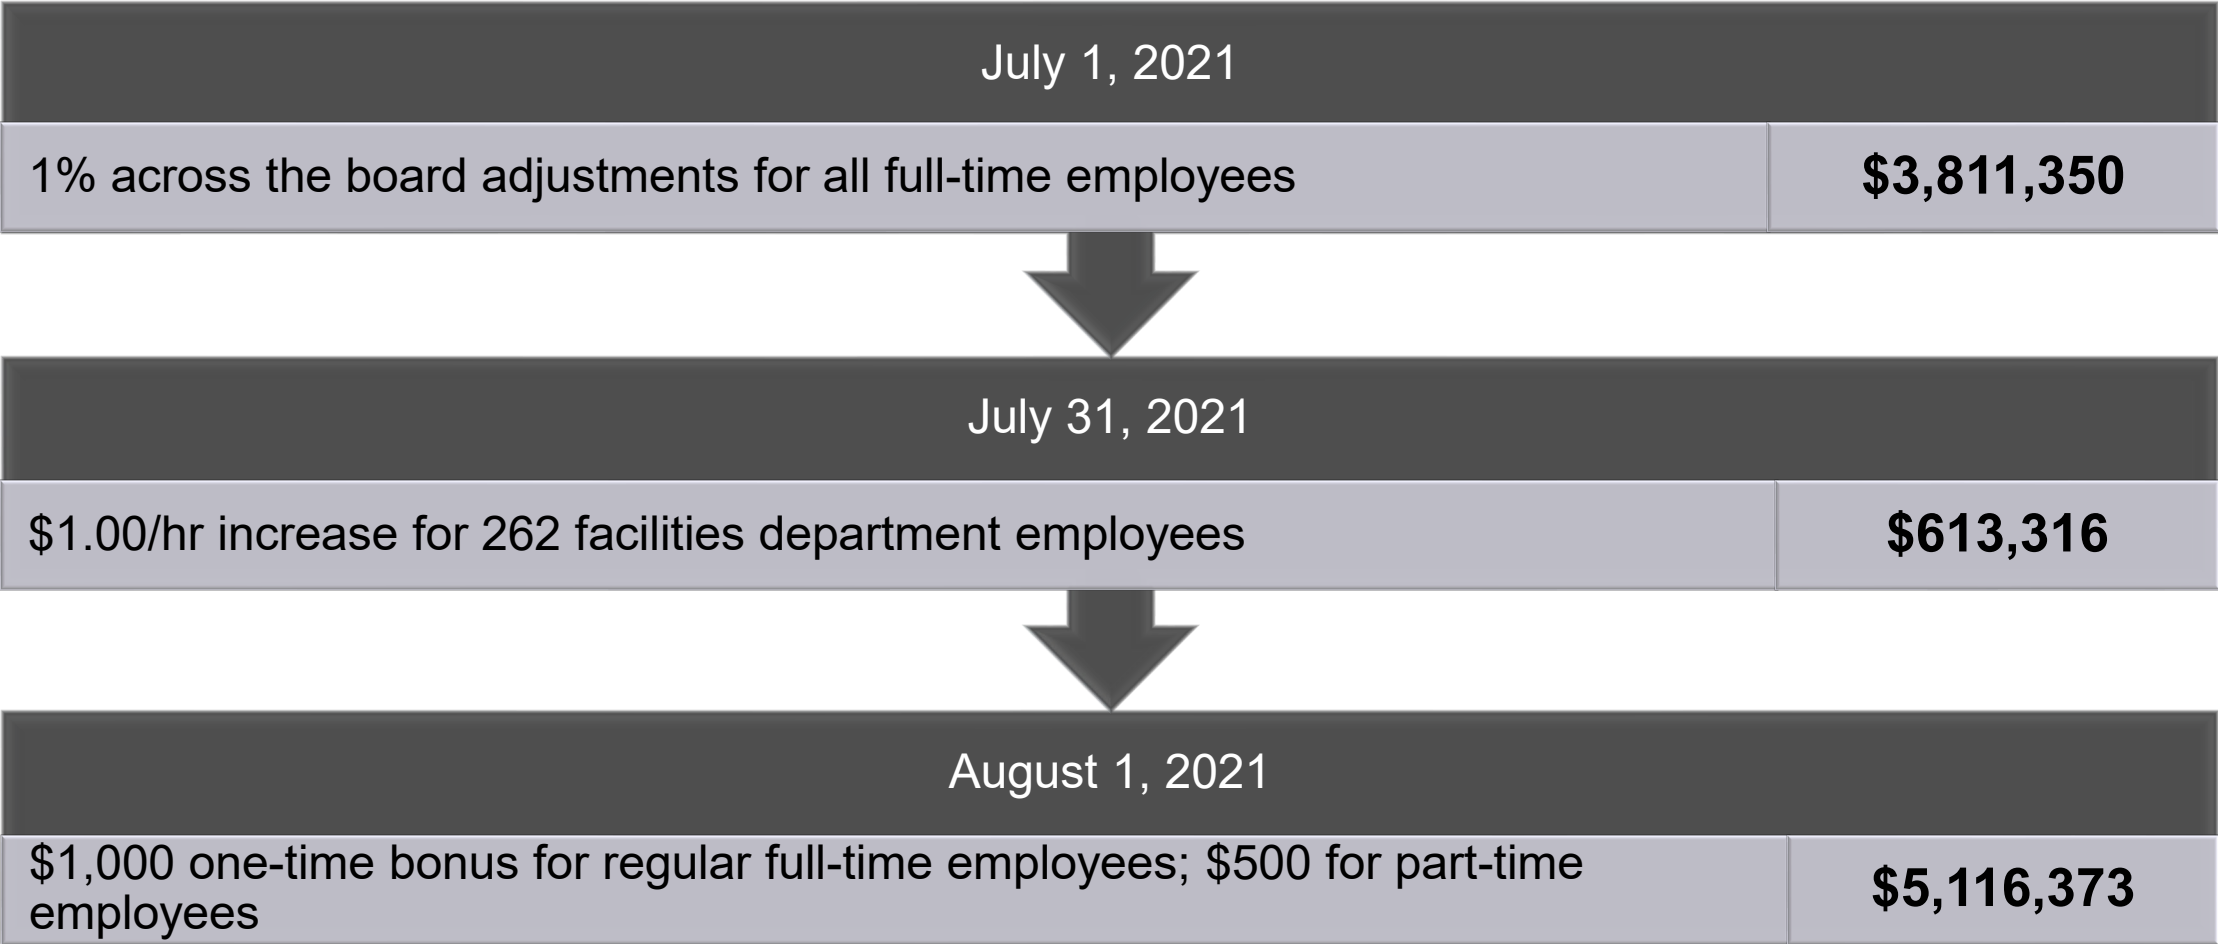 July 1, 2021
1% across the board adjustments for all full-time employees
$3,811,350
July 31, 2021
$1.00/hr increase for 262 facilities department employees
$613,316
August 1, 2021
$1,000 one-time bonus for regular full-time employees; $500 for part-time
employees
$5,116,373